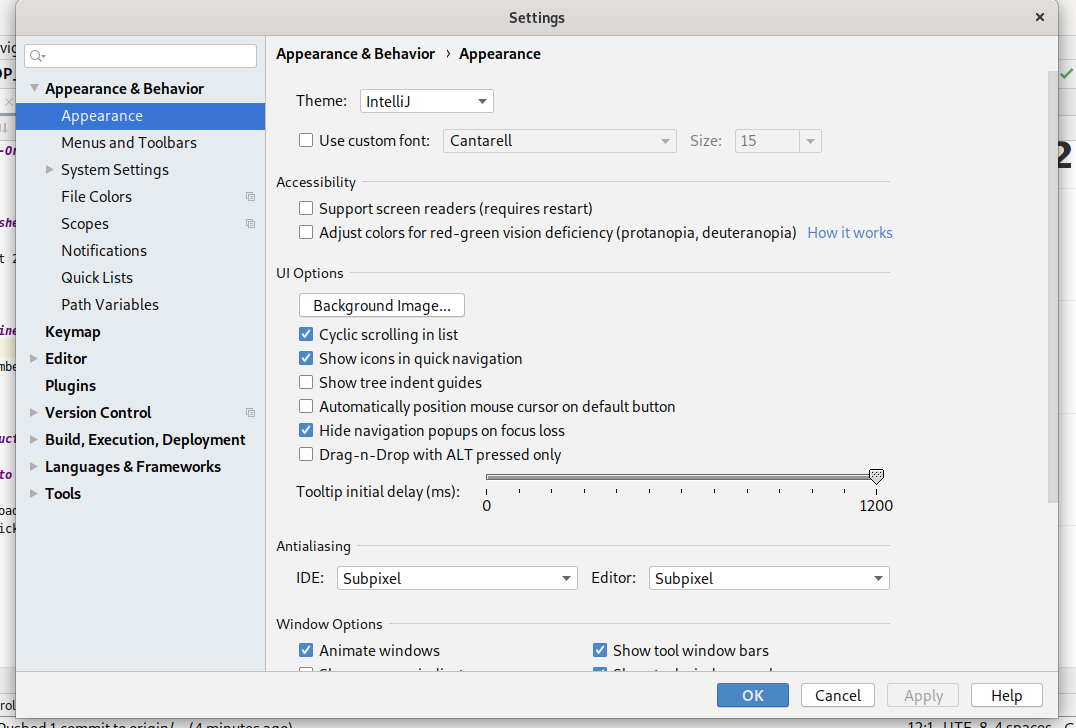 Settings
Appearance & Behavior
Appearance
Menus and Toolbars
System Settings
File Colors
Scopes
Notifications
Quick Lists
Path Variables
Keymap
Editor
Plugins
Version Control
Build, Execution, Deployment
Languages & Frameworks
Tools
Appearance & Behavior › Appearance
Theme: IntelliJ
Use custom font: Cantarell Size: 15
Accessibility
Support screen readers (requires restart)
Adjust colors for red-green vision deficiency (protanopia, deuteranopia) How it works
UI Options
Background Image...
Cyclic scrolling in list
Show icons in quick navigation
Show tree indent guides
Automatically position mouse cursor on default button
Hide navigation popups on focus loss
Drag-n-Drop with ALT pressed only
Tooltip initial delay (ms):
0 1200
Antialiasing
IDE: Subpixel Editor: Subpixel
Window Options
Animate windows Show tool window bars
OK Cancel Apply Help
Pushed 1 commit to origin/... (4 minutes ago) 12:1 UTF-8 4 spaces